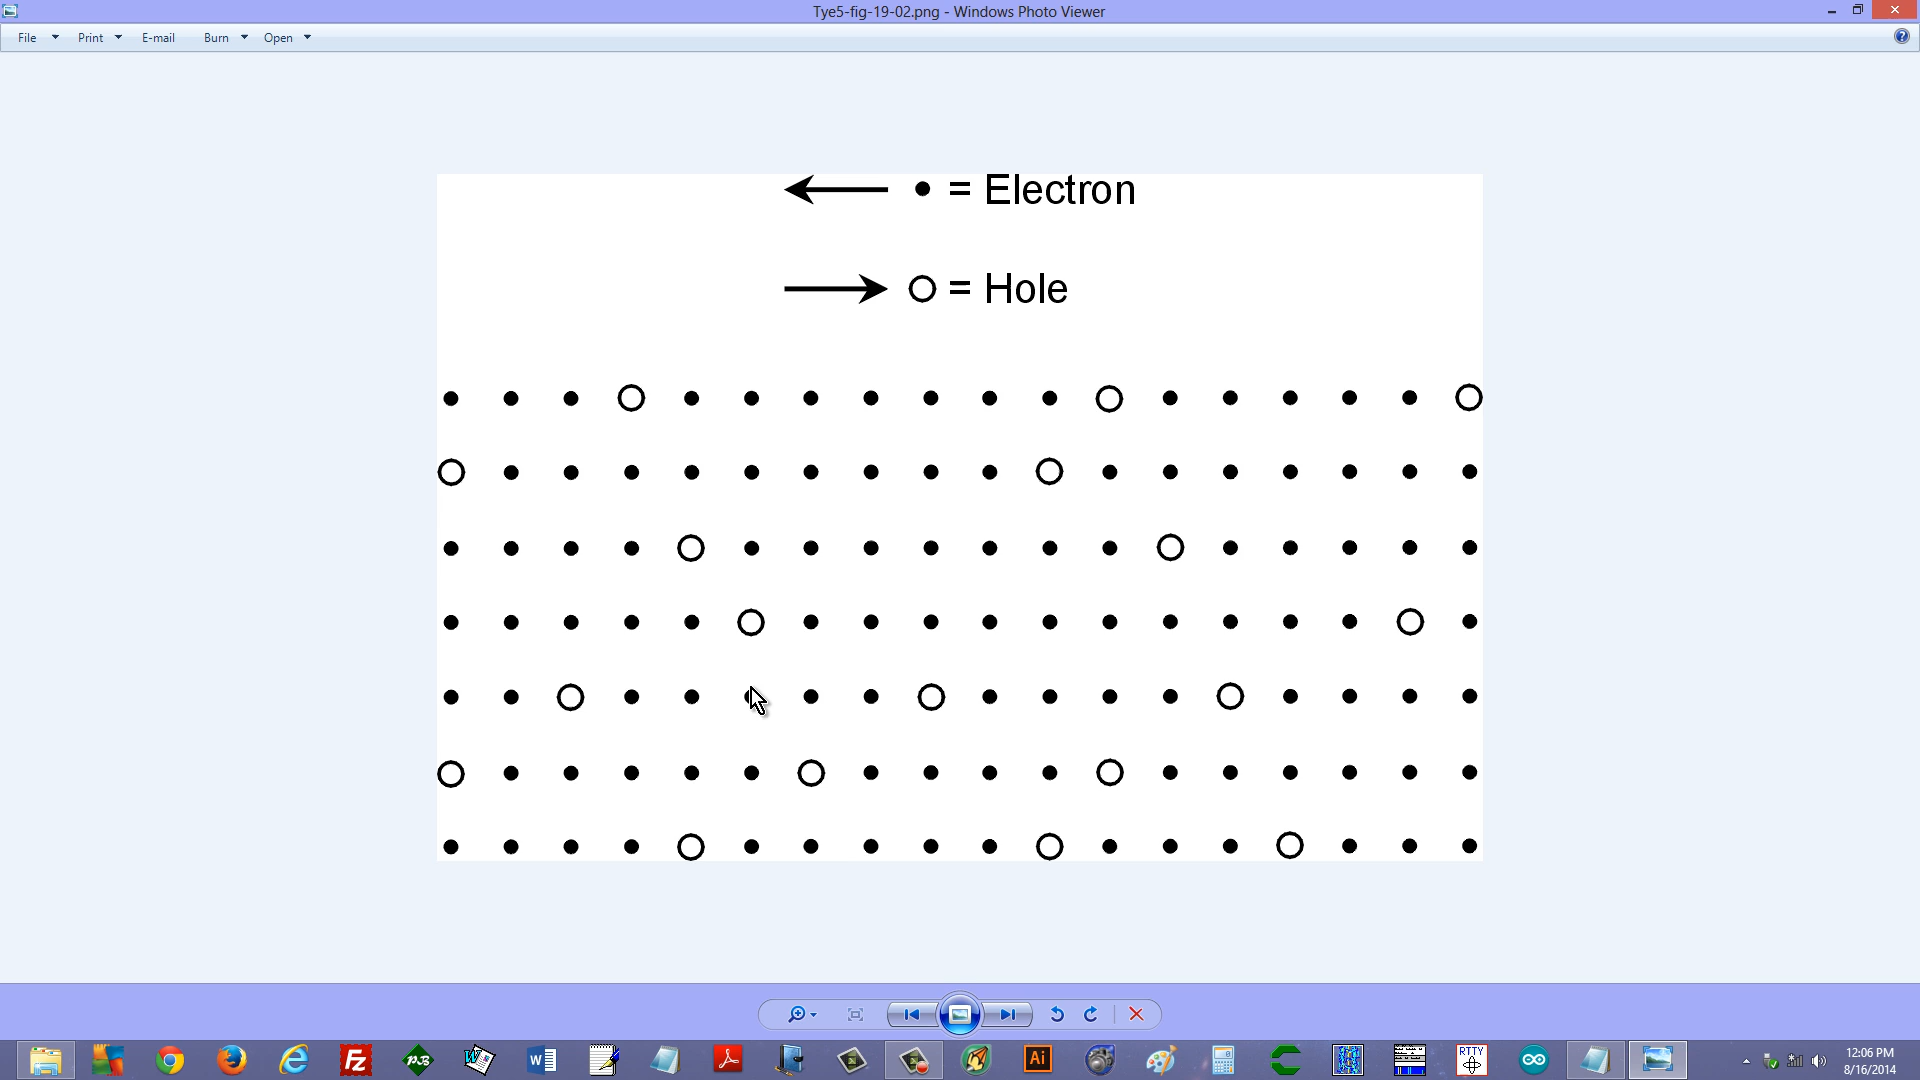 Tye5-fig-19-02.png - Windows Photo Viewer
File Print E-mail Burn Open
= Electron
= Hole
Ai
RTTY
12:06 PM
8/16/2014